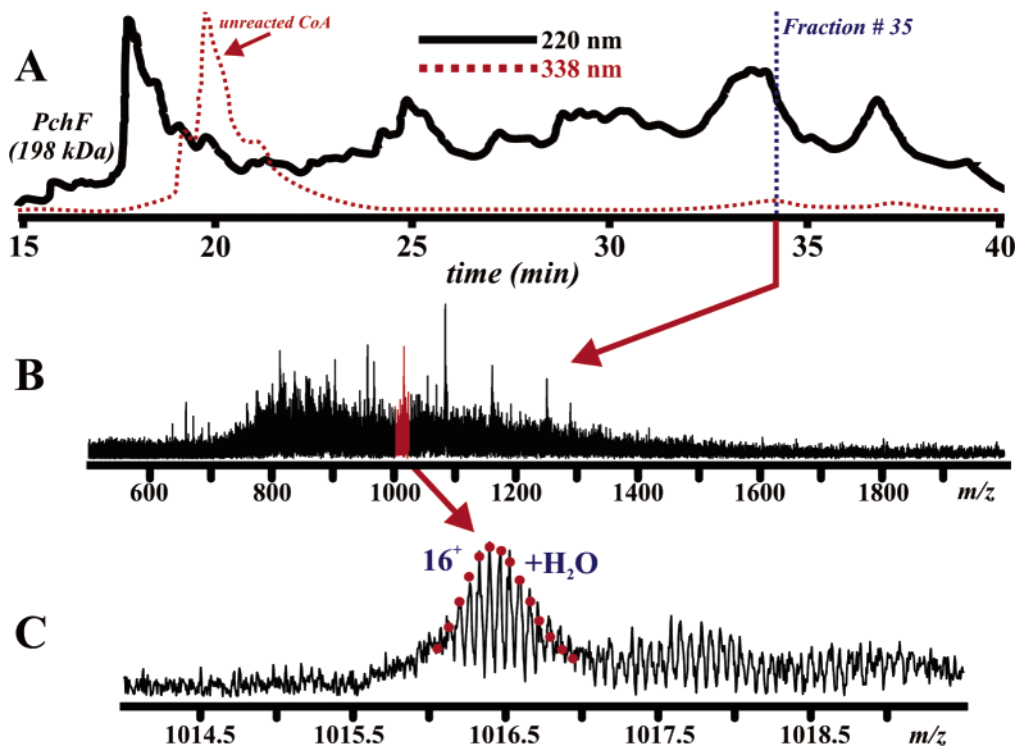 A
unreacted CoA
220 nm
338 nm
Fraction # 35
PchF
(198 kDa)
15 20 25 30 35 40
time (min)
B
600 800 1000 1200 1400 1600 1800 m/z
C
16⁺ +H₂O
1014.5 1015.5 1016.5 1017.5 1018.5 m/z